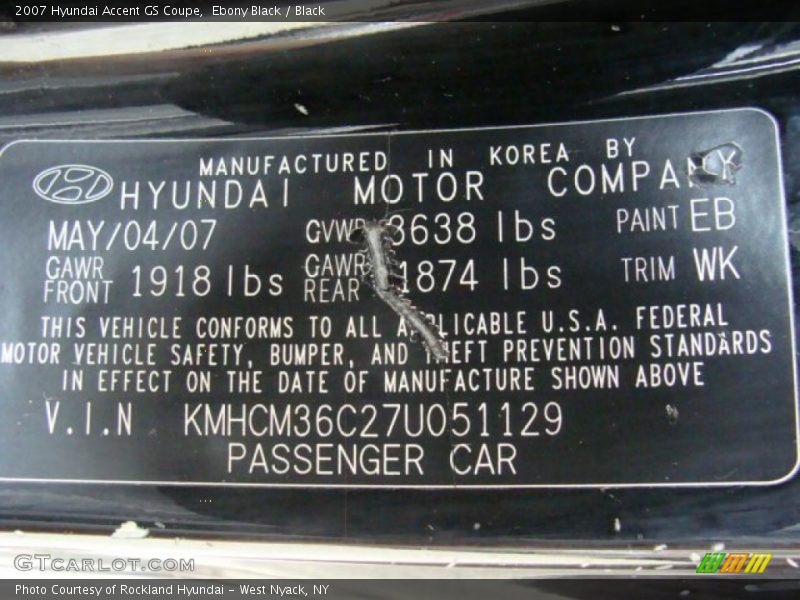 2007 Hyundai Accent GS Coupe, Ebony Black / Black
MANUFACTURED IN KOREA BY
HYUNDAI MOTOR COMPANY
MAY/04/07 GVWR 3638 lbs PAINT EB
GAWR FRONT 1918 lbs GAWR REAR 1874 lbs TRIM WK
THIS VEHICLE CONFORMS TO ALL APPLICABLE U.S.A. FEDERAL
MOTOR VEHICLE SAFETY, BUMPER, AND THEFT PREVENTION STANDARDS
IN EFFECT ON THE DATE OF MANUFACTURE SHOWN ABOVE
V.I.N KMHCM36C27U051129
PASSENGER CAR
GTCARLOT.COM
Photo Courtesy of Rockland Hyundai - West Nyack, NY